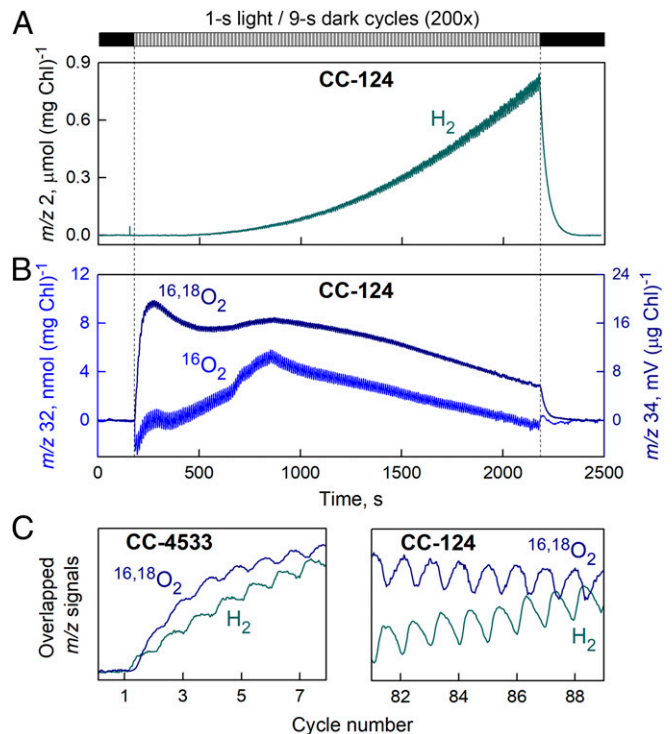 A
1-s light / 9-s dark cycles (200x)
CC-124
H2
0.9
0.6
0.3
0.0
m/z 2, µmol (mg Chl)-1
B
CC-124
16,18O2
16O2
12
8
4
0
m/z 32, nmol (mg Chl)-1
24
16
8
0
m/z 34, mV (µg Chl)-1
0 500 1000 1500 2000 2500
Time, s
C
CC-4533
16,18O2
H2
CC-124
16,18O2
H2
Overlapped
m/z signals
1 3 5 7
82 84 86 88
Cycle number